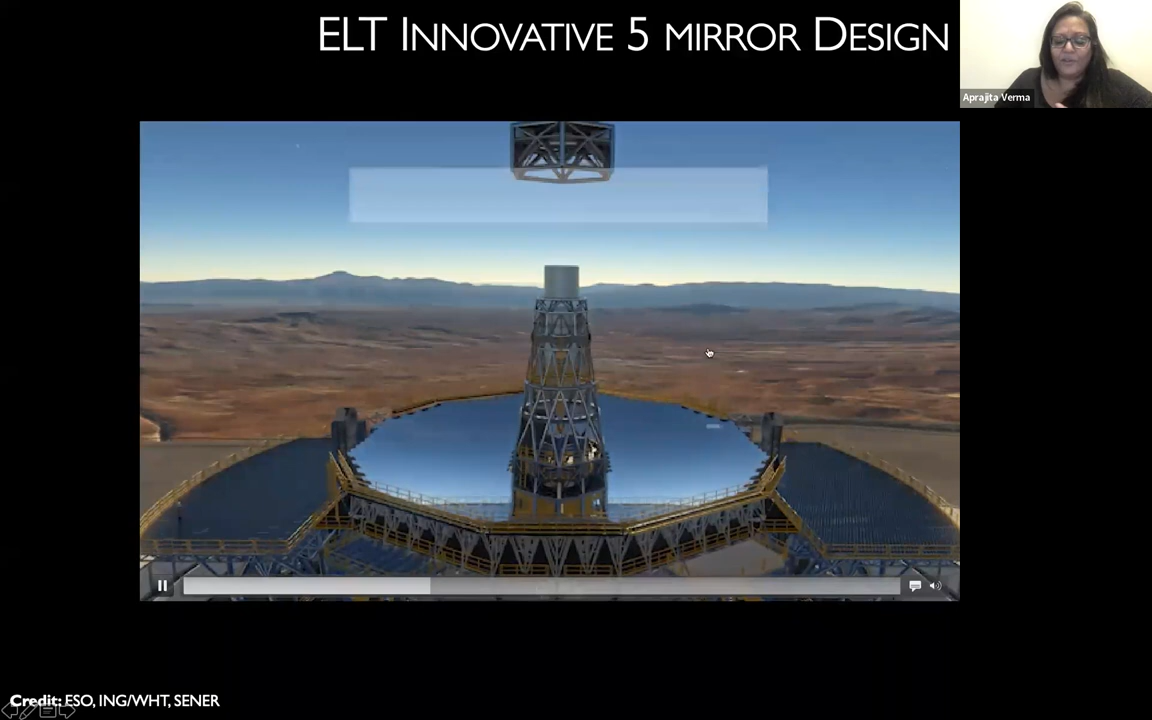 ELT INNOVATIVE 5 MIRROR DESIGN
Aprajita Verma
Credit: ESO, ING/WHT, SENER